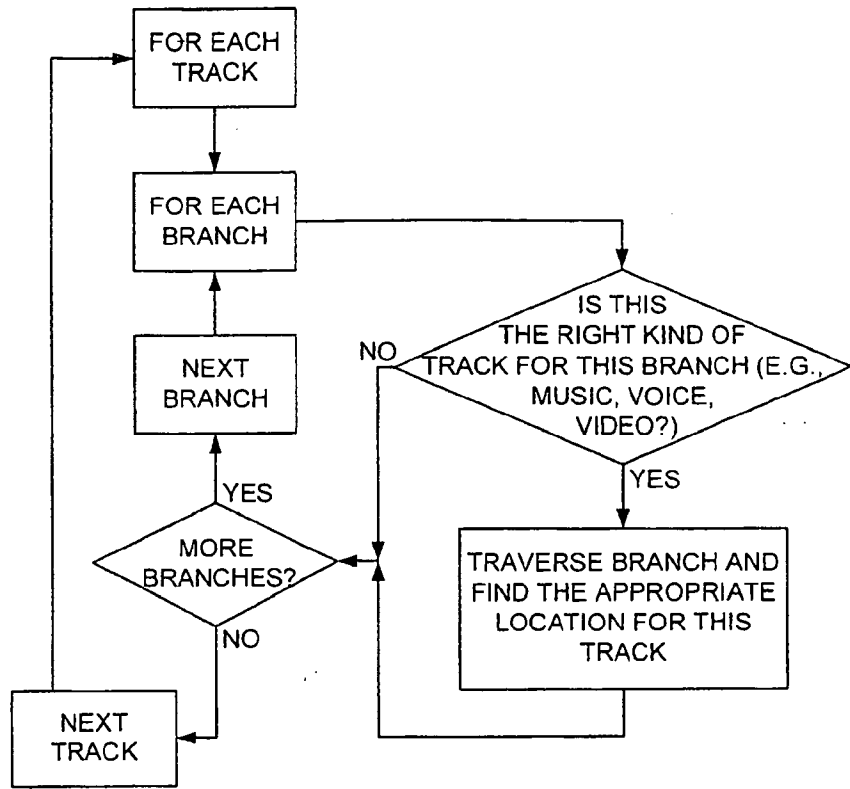 FOR EACH
TRACK
FOR EACH
BRANCH
IS THIS
THE RIGHT KIND OF
TRACK FOR THIS BRANCH (E.G.,
MUSIC, VOICE,
VIDEO?)
NO
YES
NEXT
BRANCH
YES
MORE
BRANCHES?
NO
TRAVERSE BRANCH AND
FIND THE APPROPRIATE
LOCATION FOR THIS
TRACK
NEXT
TRACK